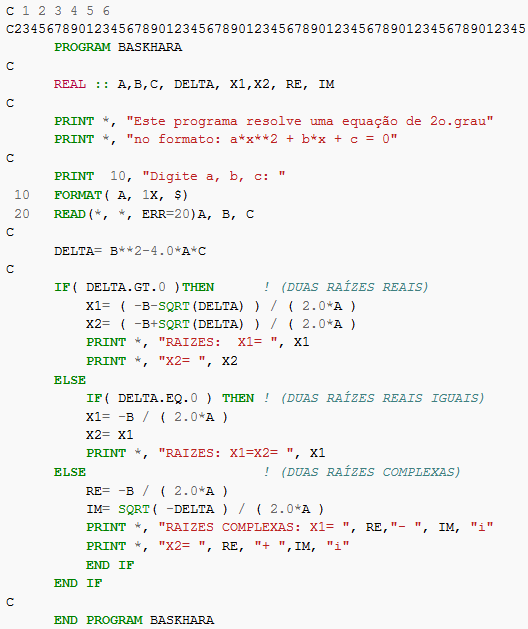 C 1 2 3 4 5 6
C2345678901234567890123456789012345678901234567890123456789012345
      PROGRAM BASKHARA
C
      REAL :: A,B,C, DELTA, X1,X2, RE, IM
C
      PRINT *, "Este programa resolve uma equação de 2o.grau"
      PRINT *, "no formato: a*x**2 + b*x + c = 0"
C
      PRINT  10, "Digite a, b, c: "
 10   FORMAT( A, 1X, $)
 20   READ(*, *, ERR=20)A, B, C
C
      DELTA= B**2-4.0*A*C
C
      IF( DELTA.GT.0 )THEN      ! (DUAS RAÍZES REAIS)
          X1= ( -B-SQRT(DELTA) ) / ( 2.0*A )
          X2= ( -B+SQRT(DELTA) ) / ( 2.0*A )
          PRINT *, "RAIZES:  X1= ", X1
          PRINT *, "X2= ", X2
      ELSE
          IF( DELTA.EQ.0 ) THEN ! (DUAS RAÍZES REAIS IGUAIS)
          X1= -B / ( 2.0*A )
          X2= X1
          PRINT *, "RAIZES: X1=X2= ", X1
      ELSE                      ! (DUAS RAÍZES COMPLEXAS)
          RE= -B / ( 2.0*A )
          IM= SQRT( -DELTA ) / ( 2.0*A )
          PRINT *, "RAIZES COMPLEXAS: X1= ", RE,"- ", IM, "i"
          PRINT *, "X2= ", RE, "+ ",IM, "i"
          END IF
      END IF
C
      END PROGRAM BASKHARA